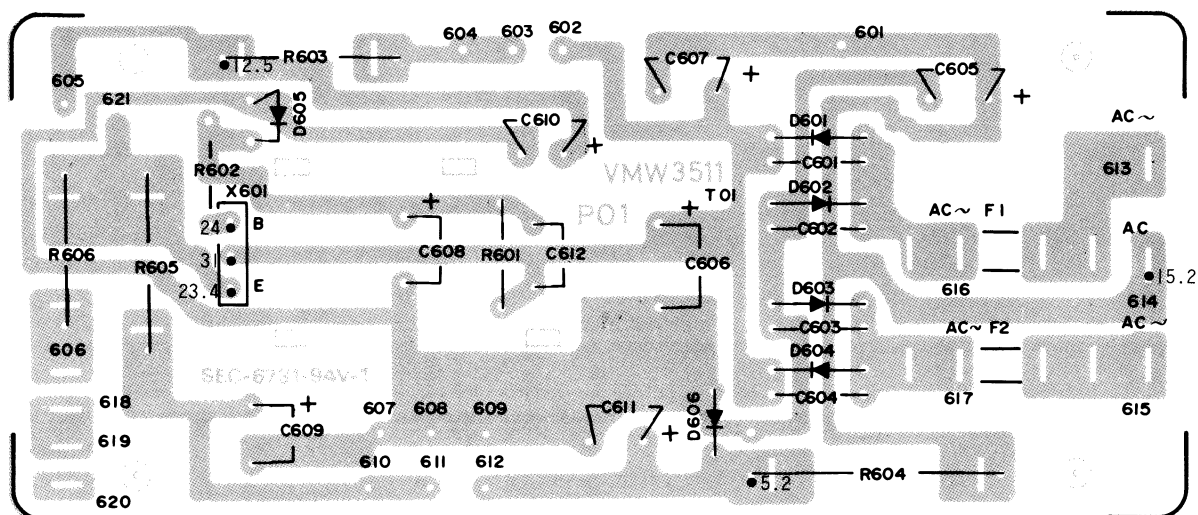 604
603
602
601
605
R603
12.5
C607
C605
+
+
621
D605
C610
+
D601
AC~
R602
VMW3511
C601
613
X601
D602
+
+
T01
P01
AC~ F1
24
B
C602
AC
R606
31
C608
R601
C612
C606
R605
15.2
23.4
E
D603
616
614
C603
AC~ F2
AC~
606
D604
SEC-6731-94V-1
618
+
607
608
609
C611
D606
C604
617
615
619
C609
+
610
611
612
R604
5.2
620